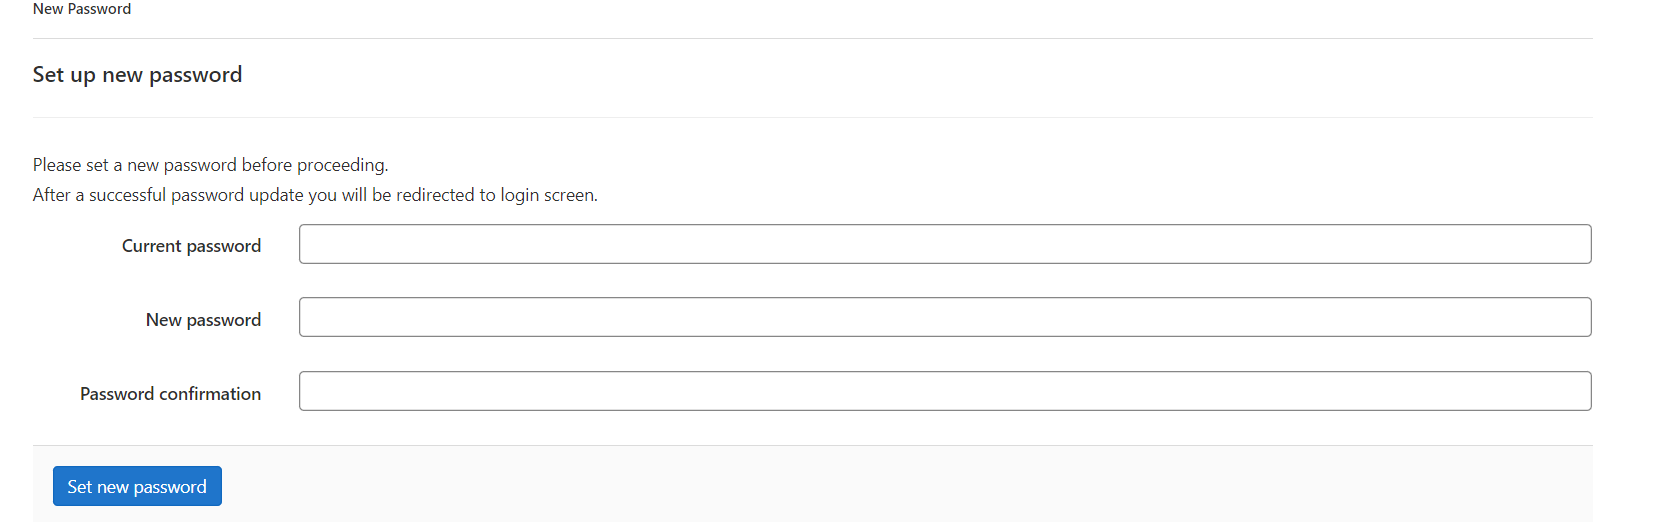 New Password
Set up new password
Please set a new password before proceeding.
After a successful password update you will be redirected to login screen.
Current password
New password
Password confirmation
Set new password